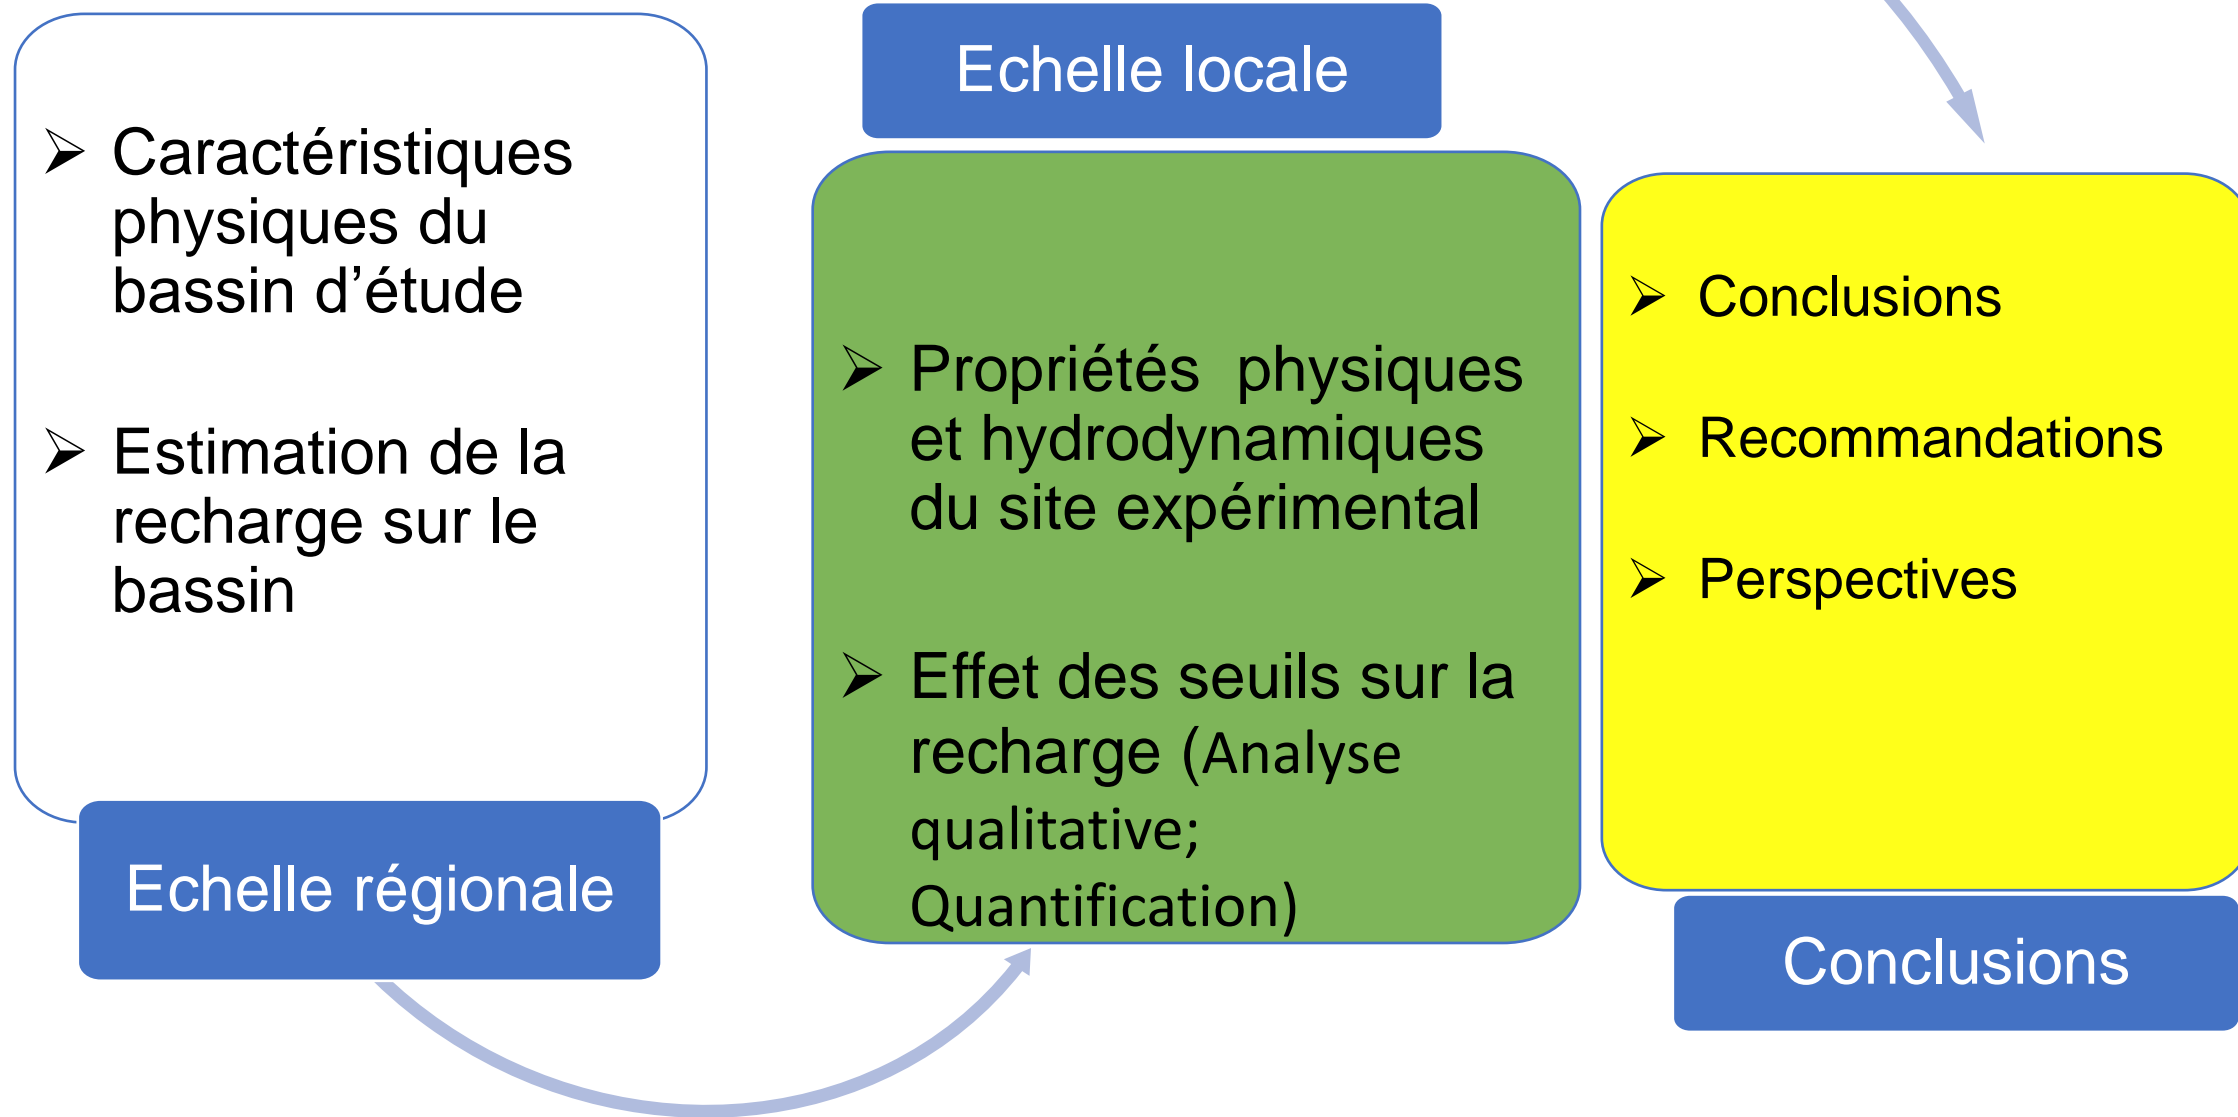 Caractéristiques
physiques du
bassin d’étude
Estimation de la
recharge sur le
bassin
Echelle régionale
Echelle locale
Propriétés physiques
et hydrodynamiques
du site expérimental
Effet des seuils sur la
recharge (Analyse
qualitative;
Quantification)
Conclusions
Recommandations
Perspectives
Conclusions